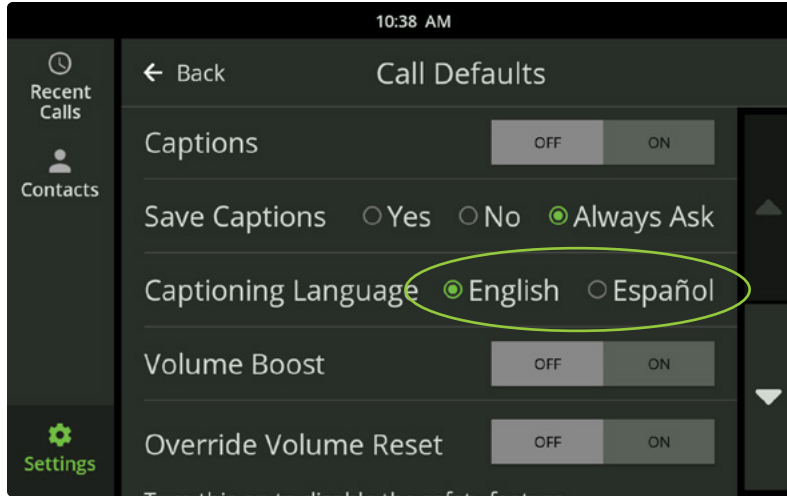 10:38 AM
Recent
Calls
Contacts
Settings
← Back
Call Defaults
Captions OFF ON
Save Captions Yes No Always Ask
Captioning Language English Español
Volume Boost OFF ON
Override Volume Reset OFF ON